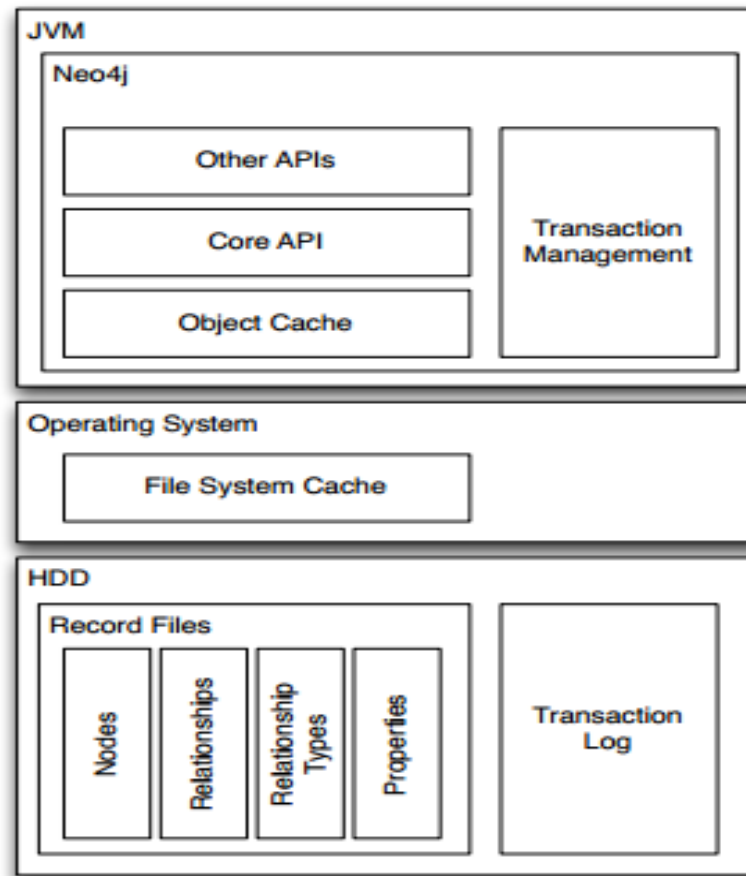 JVM
Neo4j
Other APIs
Core API
Object Cache
Transaction
Management
Operating System
File System Cache
HDD
Record Files
Nodes
Relationships
Relationship
Types
Properties
Transaction
Log